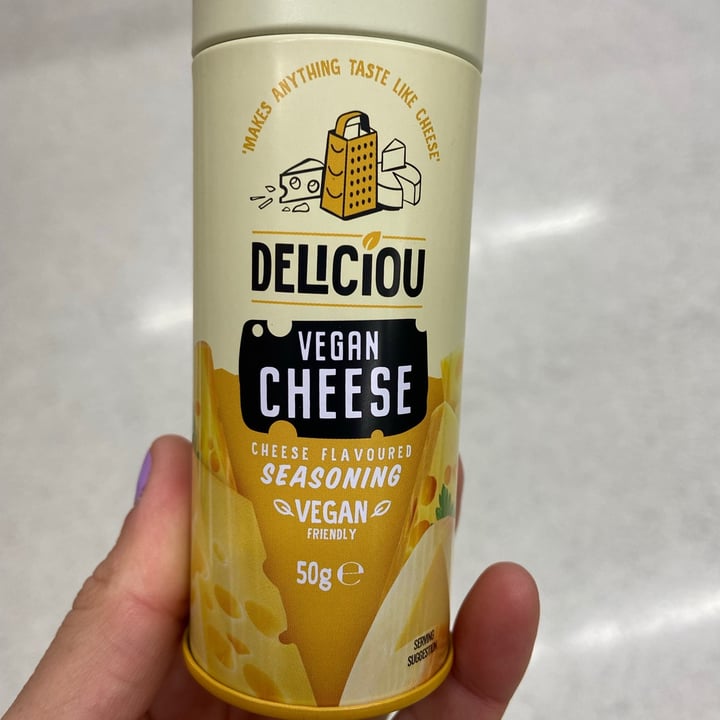 'MAKES ANYTHING TASTE LIKE CHEESE'
DELICIOU
VEGAN
CHEESE
CHEESE FLAVOURED
SEASONING
VEGAN
FRIENDLY
50g ℮
SERVING
SUGGESTION